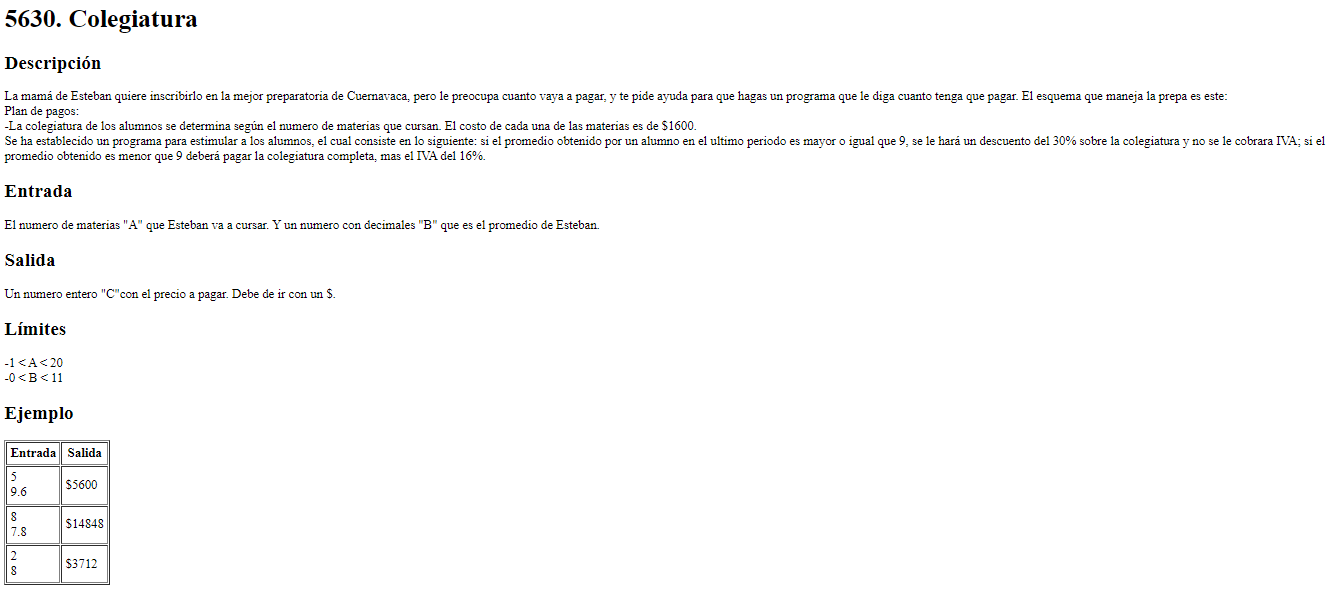 5630. Colegiatura
Descripción
La mamá de Esteban quiere inscribirlo en la mejor preparatoria de Cuernavaca, pero le preocupa cuanto vaya a pagar, y te pide ayuda para que hagas un programa que le diga cuanto tenga que pagar. El esquema que maneja la prepa es este:
Plan de pagos:
-La colegiatura de los alumnos se determina según el numero de materias que cursan. El costo de cada una de las materias es de $1600.
Se ha establecido un programa para estimular a los alumnos, el cual consiste en lo siguiente: si el promedio obtenido por un alumno en el ultimo periodo es mayor o igual que 9, se le hará un descuento del 30% sobre la colegiatura y no se le cobrara IVA; si el
promedio obtenido es menor que 9 deberá pagar la colegiatura completa, mas el IVA del 16%.
Entrada
El numero de materias "A" que Esteban va a cursar. Y un numero con decimales "B" que es el promedio de Esteban.
Salida
Un numero entero "C"con el precio a pagar. Debe de ir con un $.
Límites
-1 < A < 20
-0 < B < 11
Ejemplo
Entrada Salida
5
9.6
$5600
8
7.8
$14848
2
8
$3712